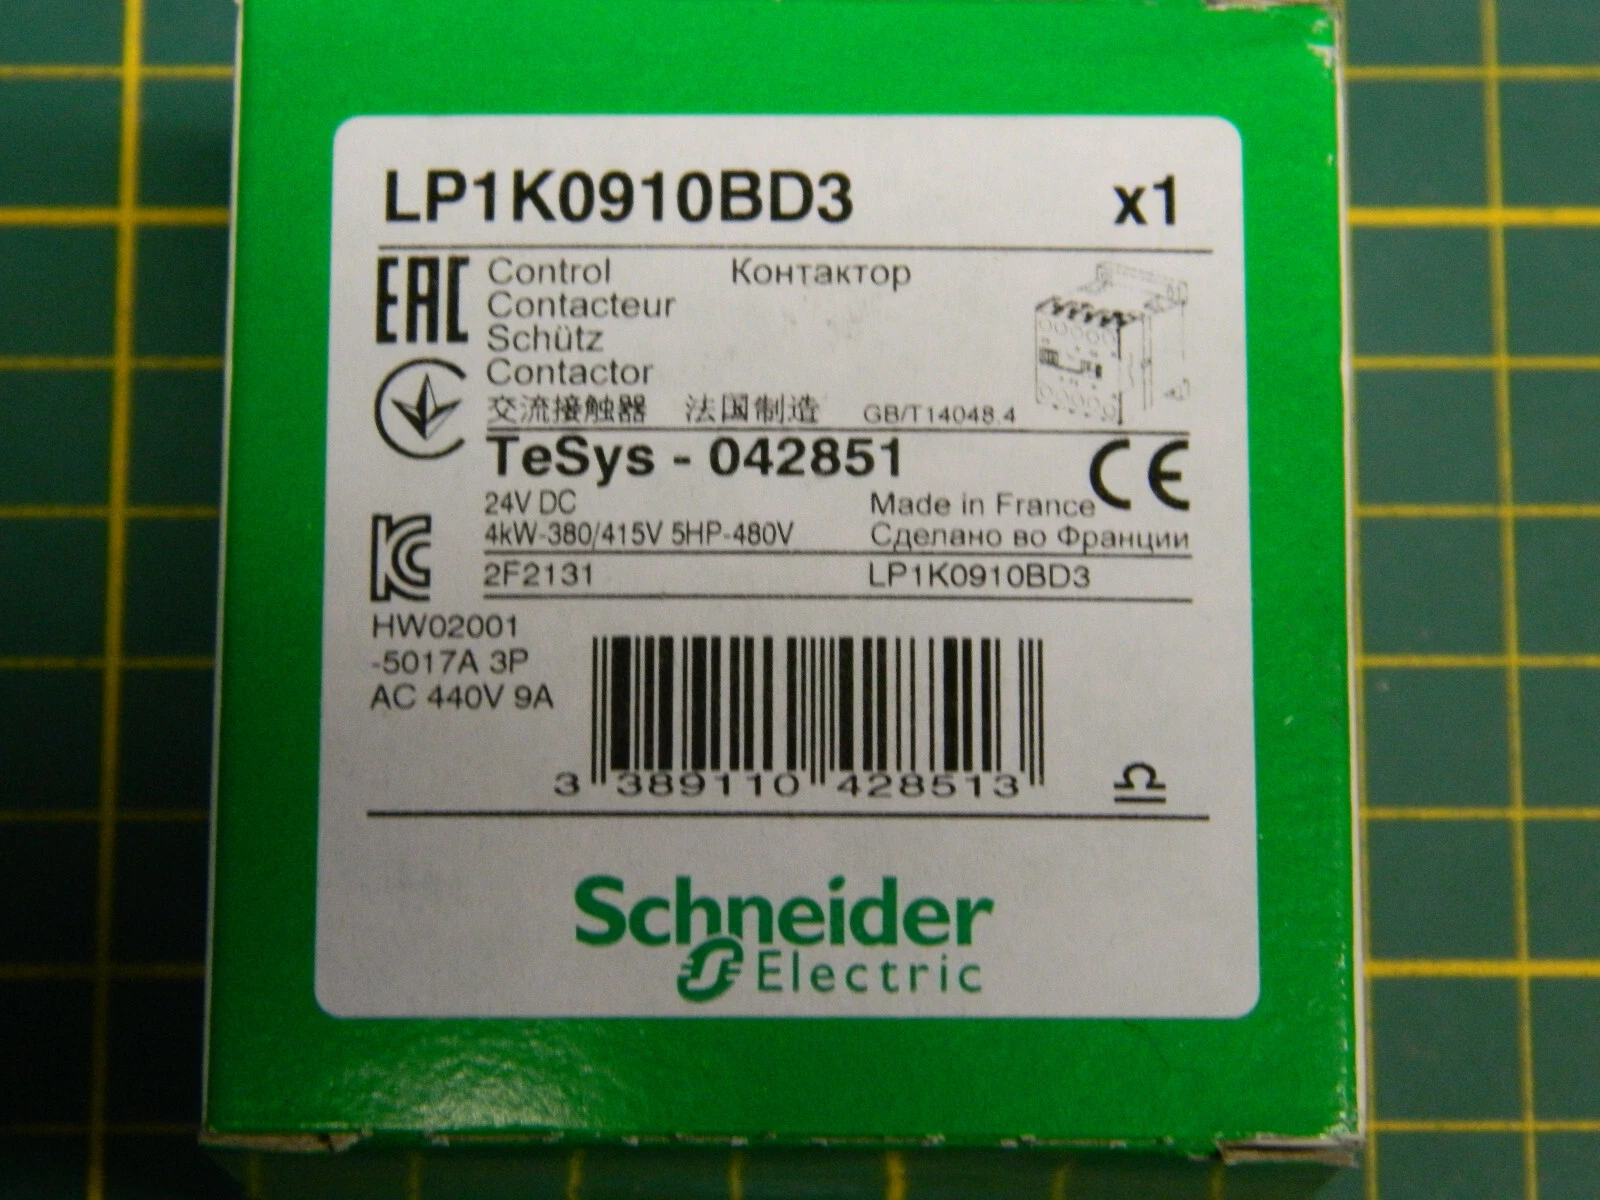 LP1K0910BD3 x1
EAC
Control Контактор
Contacteur
Schütz
Contactor
交流接触器 法国制造 GB/T14048.4
TeSys - 042851 CE
24V DC Made in France
4kW-380/415V 5HP-480V Сделано во Франции
2F2131 LP1K0910BD3
HW02001
-5017A 3P
AC 440V 9A
3 389110 428513
Schneider
Electric